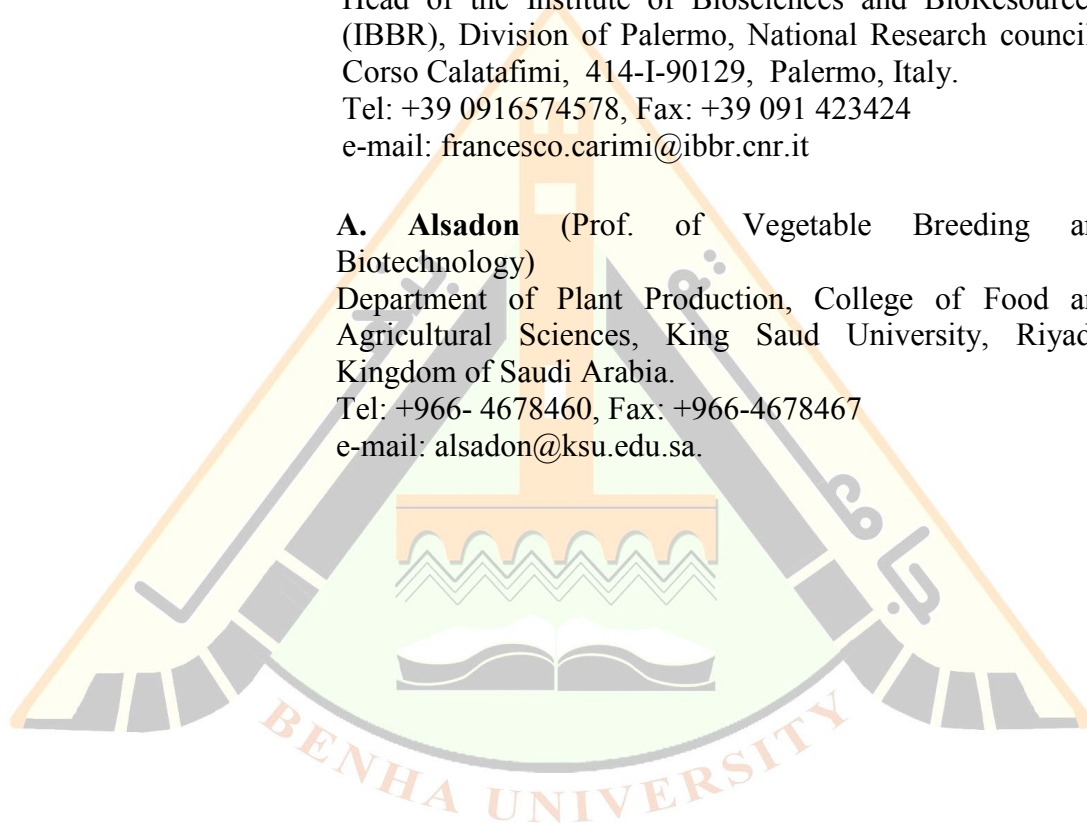 Head of the Institute of Biosciences and BioResource
(IBBR), Division of Palermo, National Research council
Corso Calatafimi, 414-I-90129, Palermo, Italy.
Tel: +39 0916574578, Fax: +39 091 423424
e-mail: francesco.carimi@ibbr.cnr.it
A. Alsadon (Prof. of Vegetable Breeding
Biotechnology)
Department of Plant Production, College of Food
Agricultural Sciences, King Saud University, Riyad
Kingdom of Saudi Arabia.
Tel: +966- 4678460, Fax: +966-4678467
e-mail: alsadon@ksu.edu.sa.
جامعة
BENHA UNIVERSITY